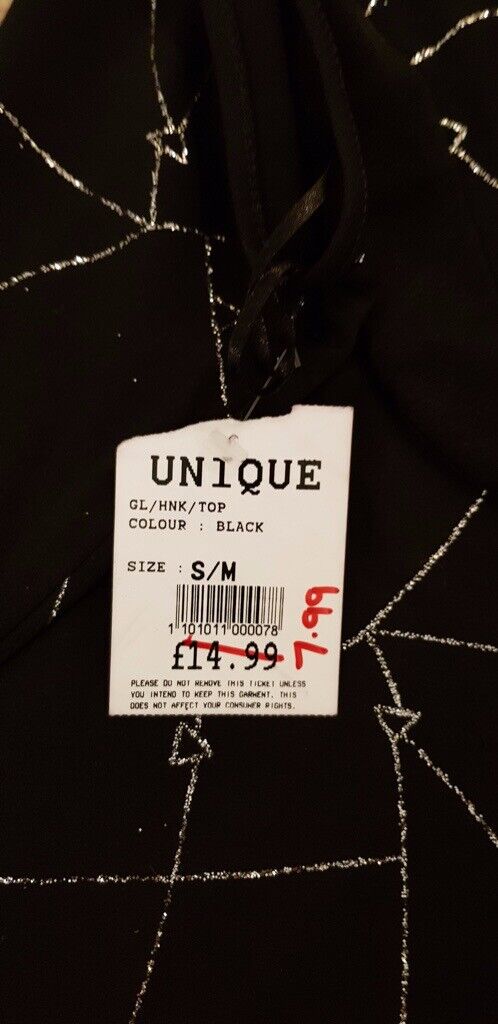 UN1QUE
GL/HNK/TOP
COLOUR : BLACK
SIZE : S/M
1 101011 000078
£14.99
7.99
PLEASE DO NOT REMOVE THIS TICKET UNLESS
YOU INTEND TO KEEP THIS GARMENT. THIS
DOES NOT AFFECT YOUR CONSUMER RIGHTS.